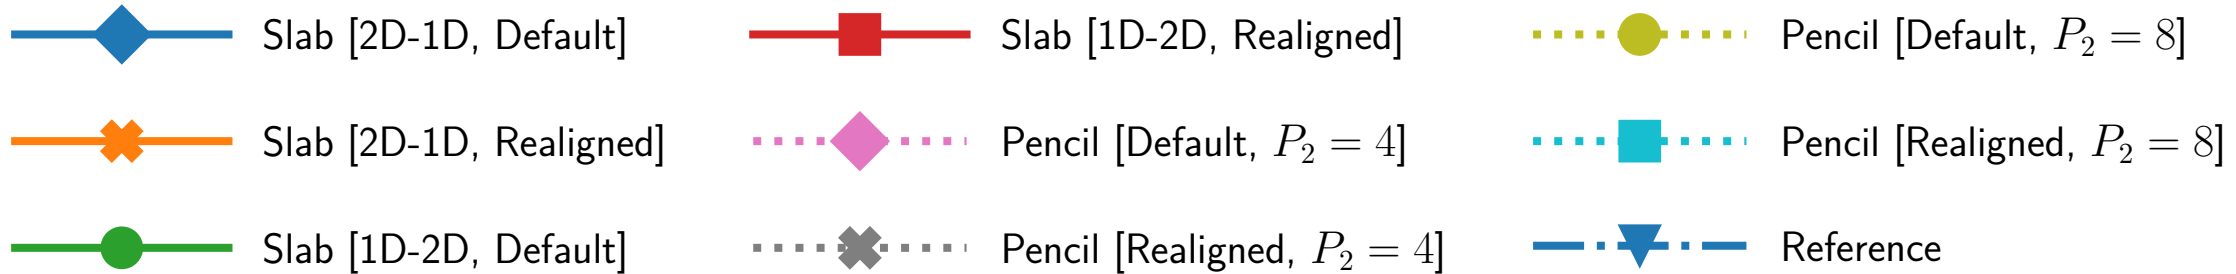 Slab [2D-1D, Default]
Slab [2D-1D, Realigned]
Slab [1D-2D, Default]
Slab [1D-2D, Realigned]
Pencil [Default, P₂ = 4]
Pencil [Realigned, P₂ = 4]
Pencil [Default, P₂ = 8]
Pencil [Realigned, P₂ = 8]
Reference